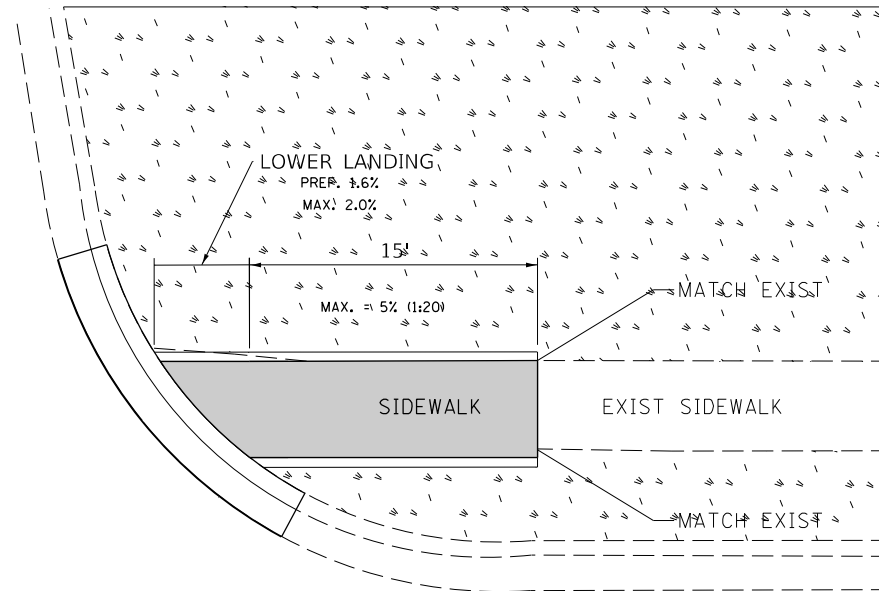 LOWER LANDING
PREF. 1.6%
MAX. 2.0%
15'
MAX. = 5% (1:20)
MATCH EXIST
SIDEWALK
EXIST SIDEWALK
MATCH EXIST